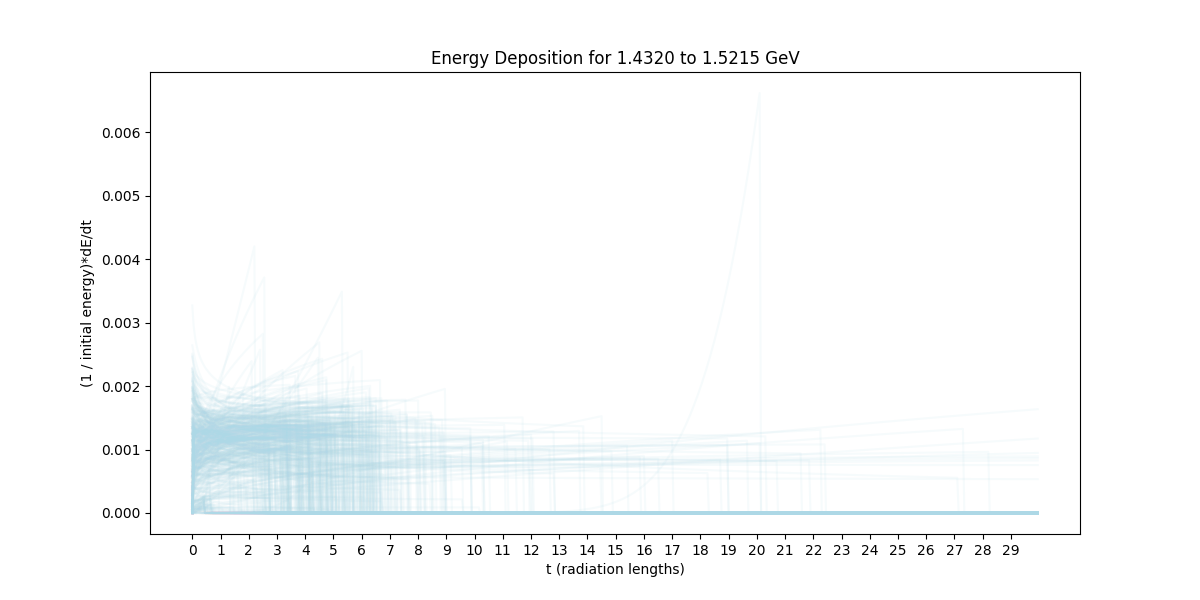 Energy Deposition for 1.4320 to 1.5215 GeV
(1 / initial energy)*dE/dt
0.006
0.005
0.004
0.003
0.002
0.001
0.000
0 1 2 3 4 5 6 7 8 9 10 11 12 13 14 15 16 17 18 19 20 21 22 23 24 25 26 27 28 29
t (radiation lengths)